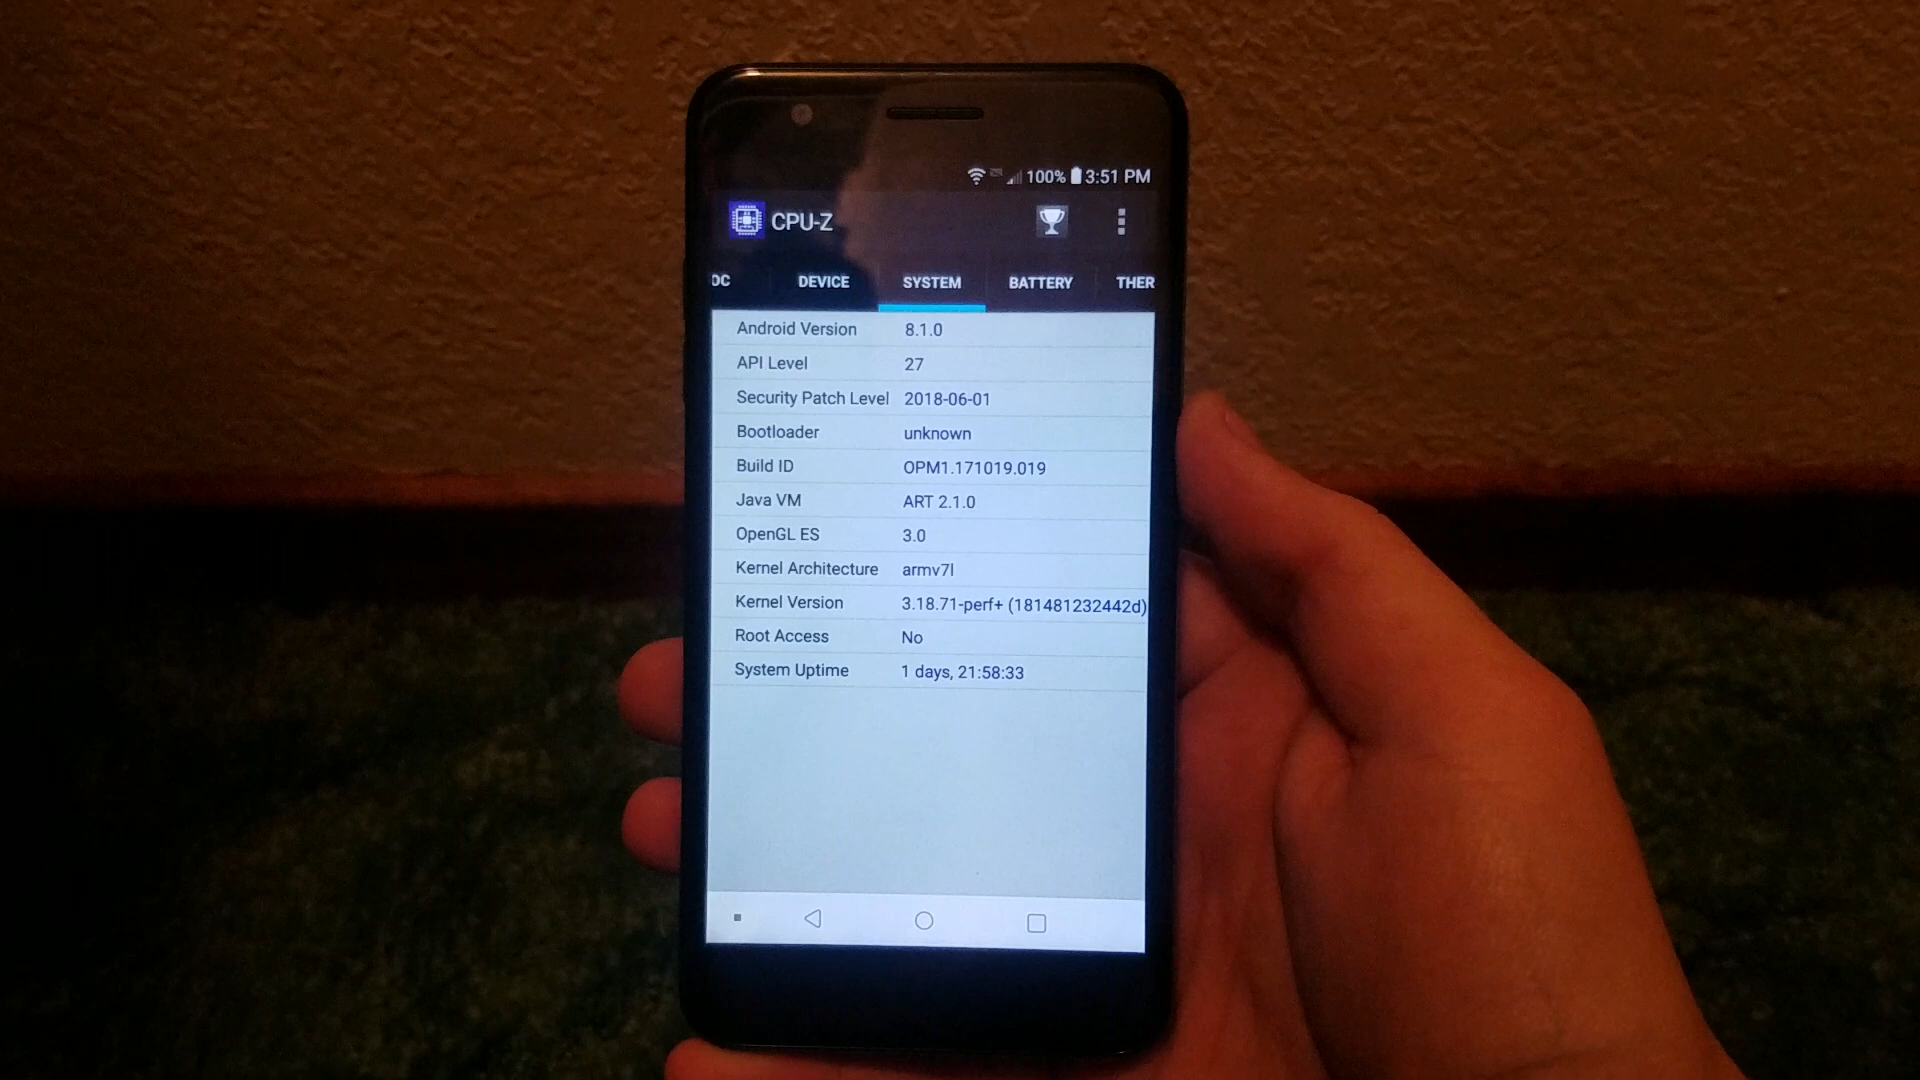 100% 3:51 PM
CPU-Z
OC DEVICE SYSTEM BATTERY THER
Android Version 8.1.0
API Level 27
Security Patch Level 2018-06-01
Bootloader unknown
Build ID OPM1.171019.019
Java VM ART 2.1.0
OpenGL ES 3.0
Kernel Architecture armv7l
Kernel Version 3.18.71-perf+ (181481232442d)
Root Access No
System Uptime 1 days, 21:58:33